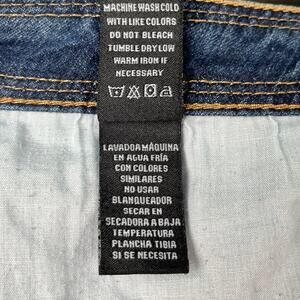 MACHINE WASH COLD
WITH LIKE COLORS
DO NOT BLEACH
TUMBLE DRY LOW
WARM IRON IF
NECESSARY
LAVADO A MÁQUINA
EN AGUA FRÍA
CON COLORES
SIMILARES
NO USAR
BLANQUEADOR
SECAR EN
SECADORA A BAJA
TEMPERATURA
PLANCHA TIBIA
SI SE NECESITA